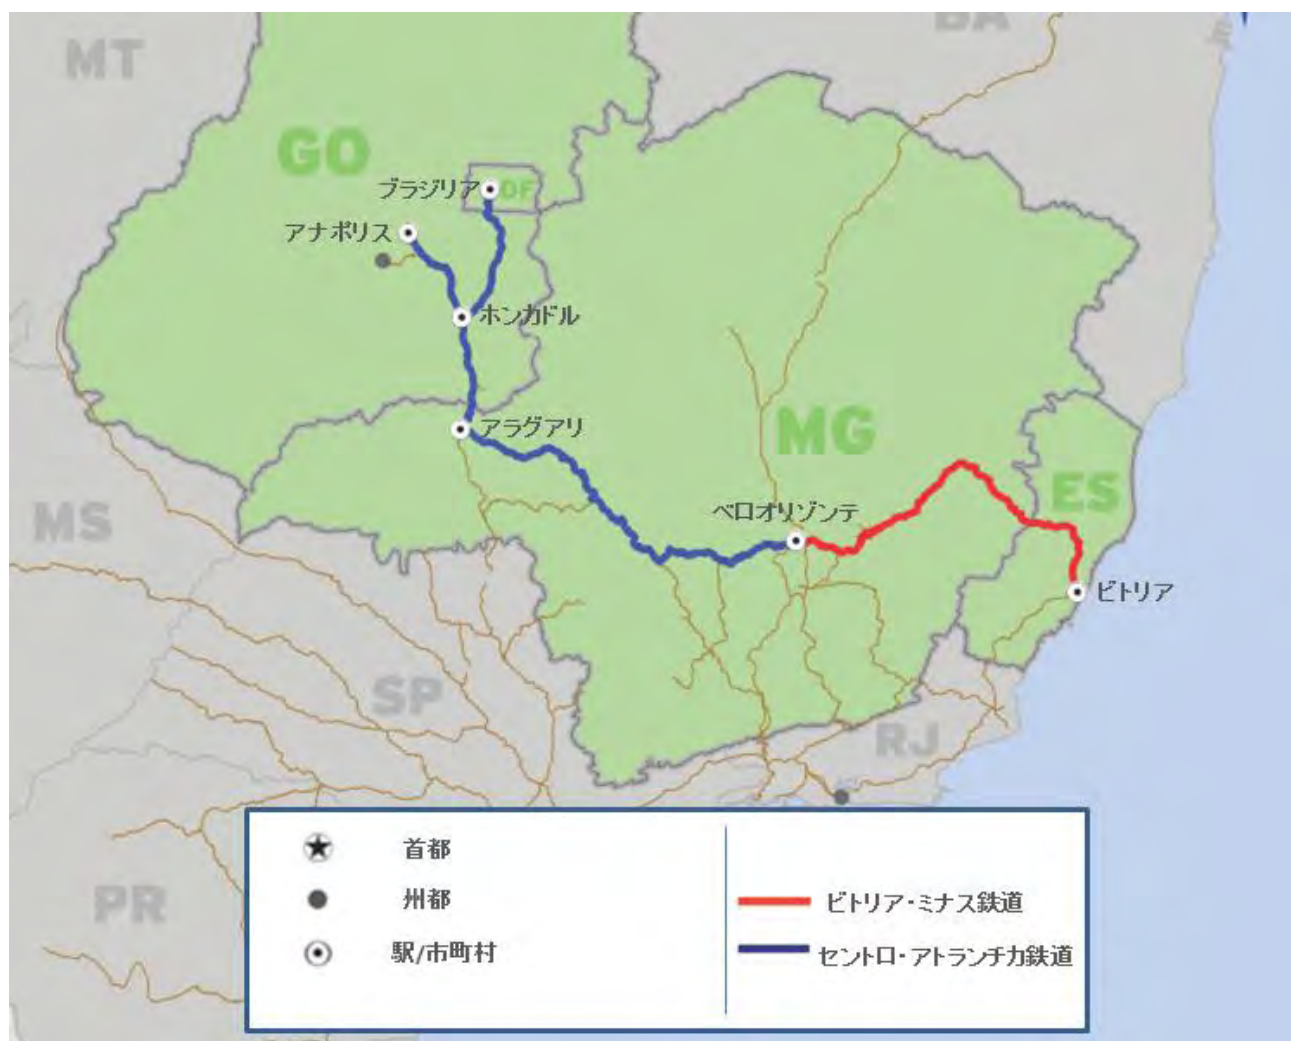 BA
MT
GO
ブラジリア
DF
アナポリス
ホンカドル
アラグアリ
MG
ES
MS
ベロオリゾンテ
ビトリア
SP
RJ
PR
首都
州都
駅/市町村
ビトリア・ミナス鉄道
セントロ・アトランチカ鉄道